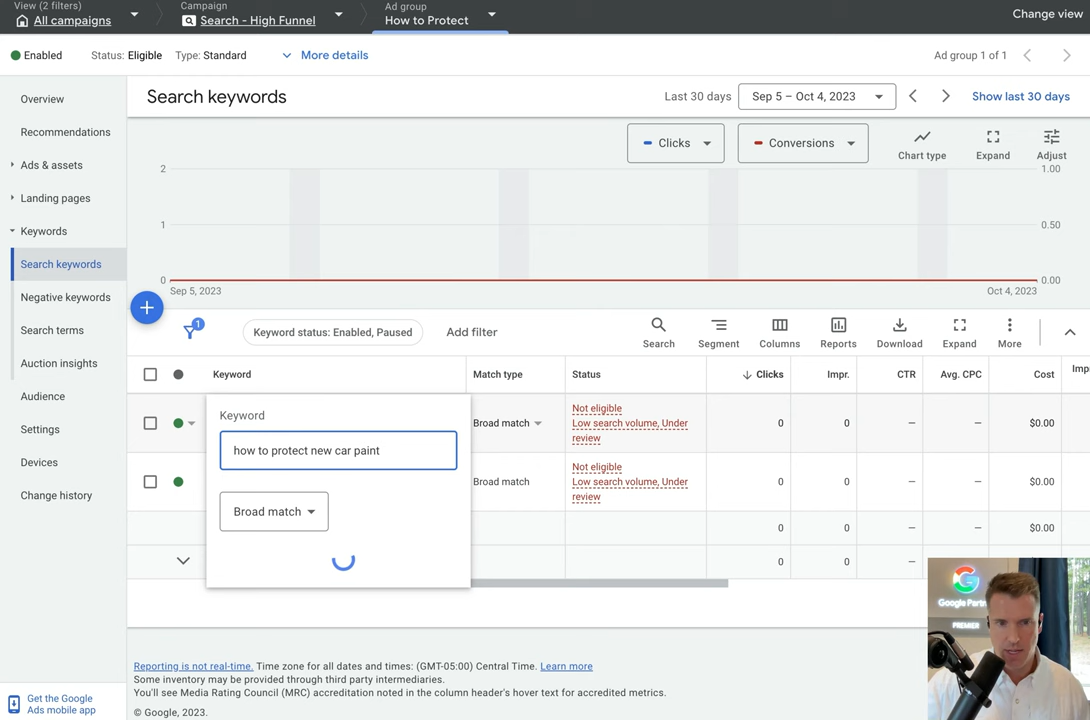 View (2 filters)
All campaigns
Campaign
Search - High Funnel
Ad group
How to Protect
Change view
Enabled
Status: Eligible
Type: Standard
More details
Ad group 1 of 1
Overview
Recommendations
Ads & assets
Landing pages
Keywords
Search keywords
Negative keywords
Search terms
Auction insights
Audience
Settings
Devices
Change history
Get the Google
Ads mobile app
Search keywords
Last 30 days
Sep 5 – Oct 4, 2023
Show last 30 days
Clicks
Conversions
Chart type
Expand
Adjust
2
1.00
1
0.50
0
0.00
Sep 5, 2023
Oct 4, 2023
1
Keyword status: Enabled, Paused
Add filter
Search
Segment
Columns
Reports
Download
Expand
More
Keyword
Match type
Status
Clicks
Impr.
CTR
Avg. CPC
Cost
Imp
Keyword
how to protect new car paint
Broad match
Broad match
Not eligible
Low search volume, Under
review
0
0
—
—
$0.00
Broad match
Not eligible
Low search volume, Under
review
0
0
—
—
$0.00
0
0
—
—
$0.00
0
0
—
Reporting is not real-time. Time zone for all dates and times: (GMT-05:00) Central Time. Learn more
Some inventory may be provided through third party intermediaries.
You'll see Media Rating Council (MRC) accreditation noted in the column header's hover text for accredited metrics.
© Google, 2023.
Google Partn
PREMIER